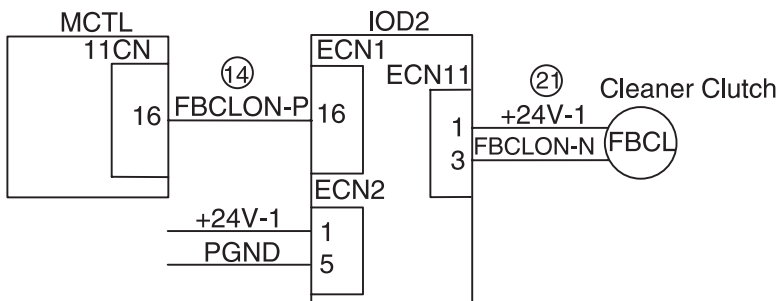 MCTL
IOD2
11CN
ECN1
14
ECN11
21
Cleaner Clutch
16
FBCLON-P
16
1
+24V-1
FBCL
3
FBCLON-N
ECN2
+24V-1
1
PGND
5